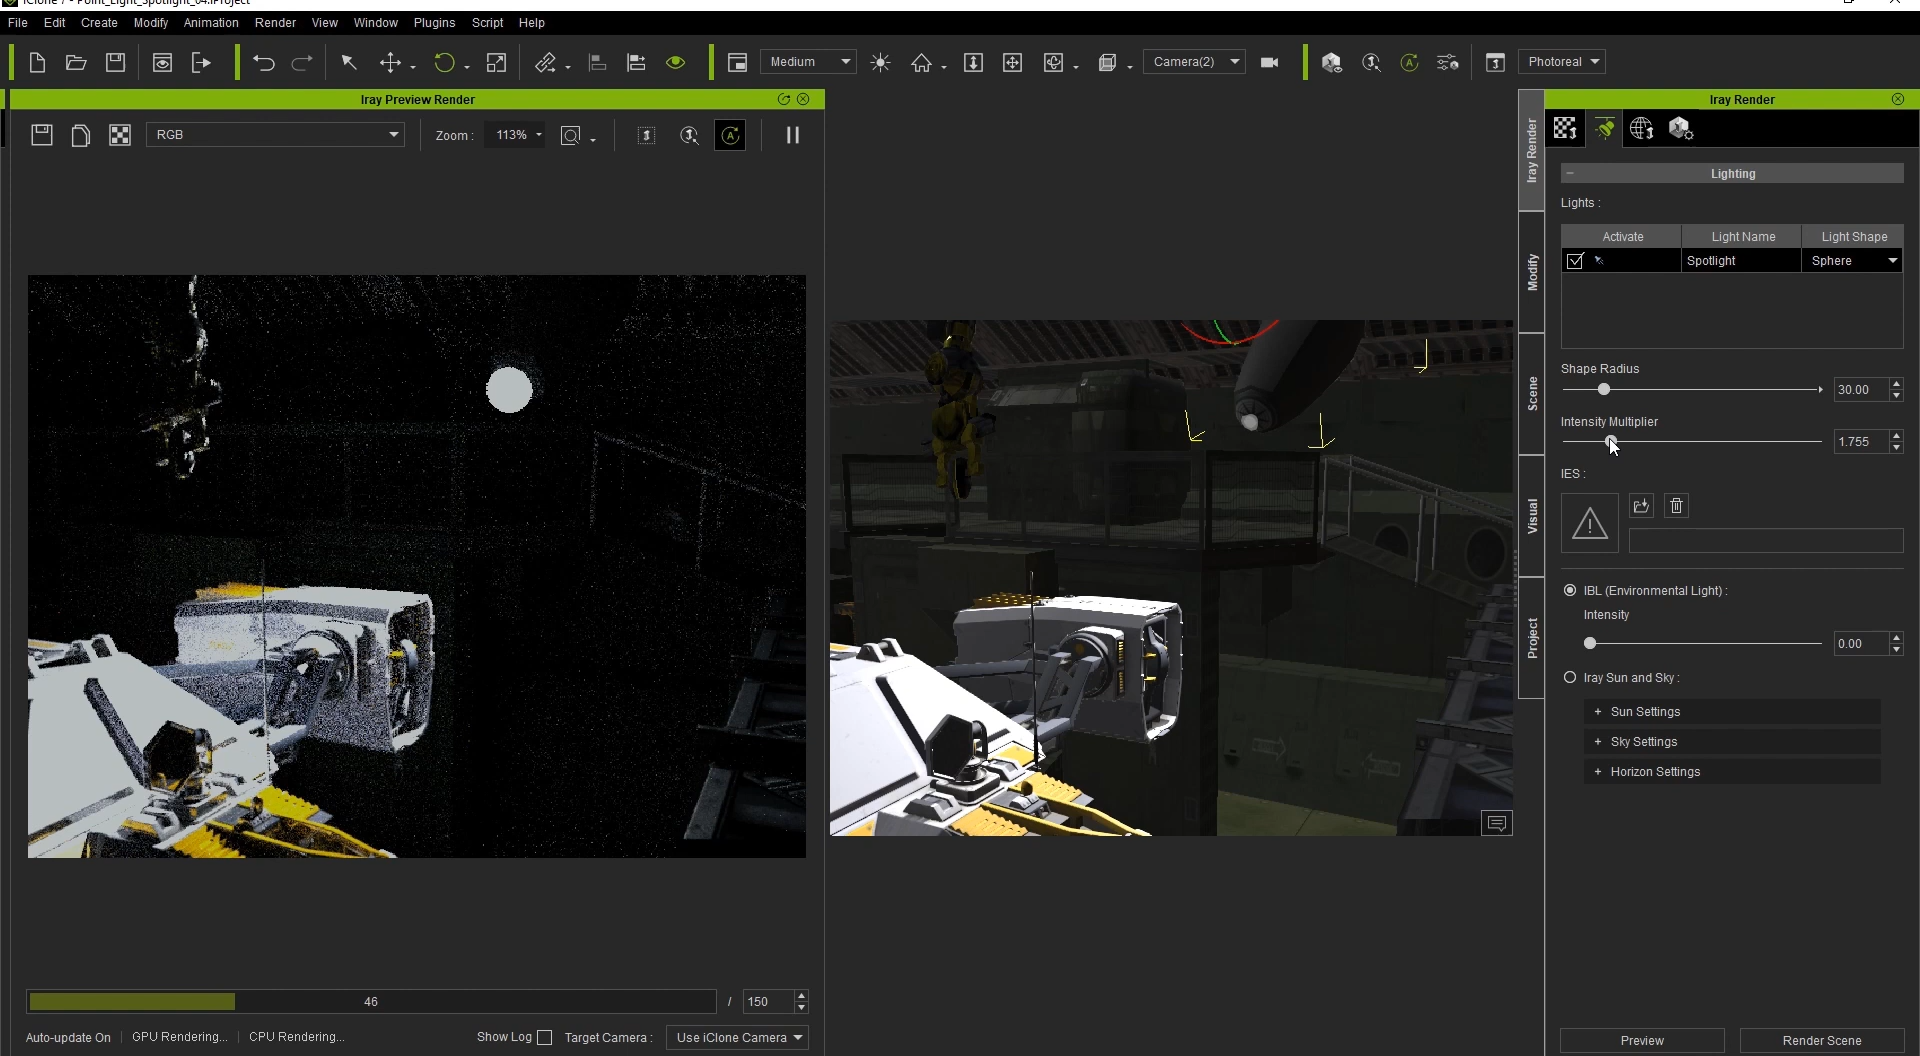 iClone 7 - Point_Light_Spotlight_04.iProject
File Edit Create Modify Animation Render View Window Plugins Script Help
Medium Camera(2) Photoreal
Iray Preview Render
RGB Zoom : 113%
Iray Render
Iray Render
Modify
Scene
Visual
Project
Lighting
Lights :
Activate Light Name Light Shape
Spotlight Sphere
Shape Radius
30.00
Intensity Multiplier
1.755
IES :
IBL (Environmental Light) :
Intensity
0.00
Iray Sun and Sky :
+ Sun Settings
+ Sky Settings
+ Horizon Settings
46 / 150
Auto-update On GPU Rendering... CPU Rendering... Show Log Target Camera : Use iClone Camera
Preview Render Scene